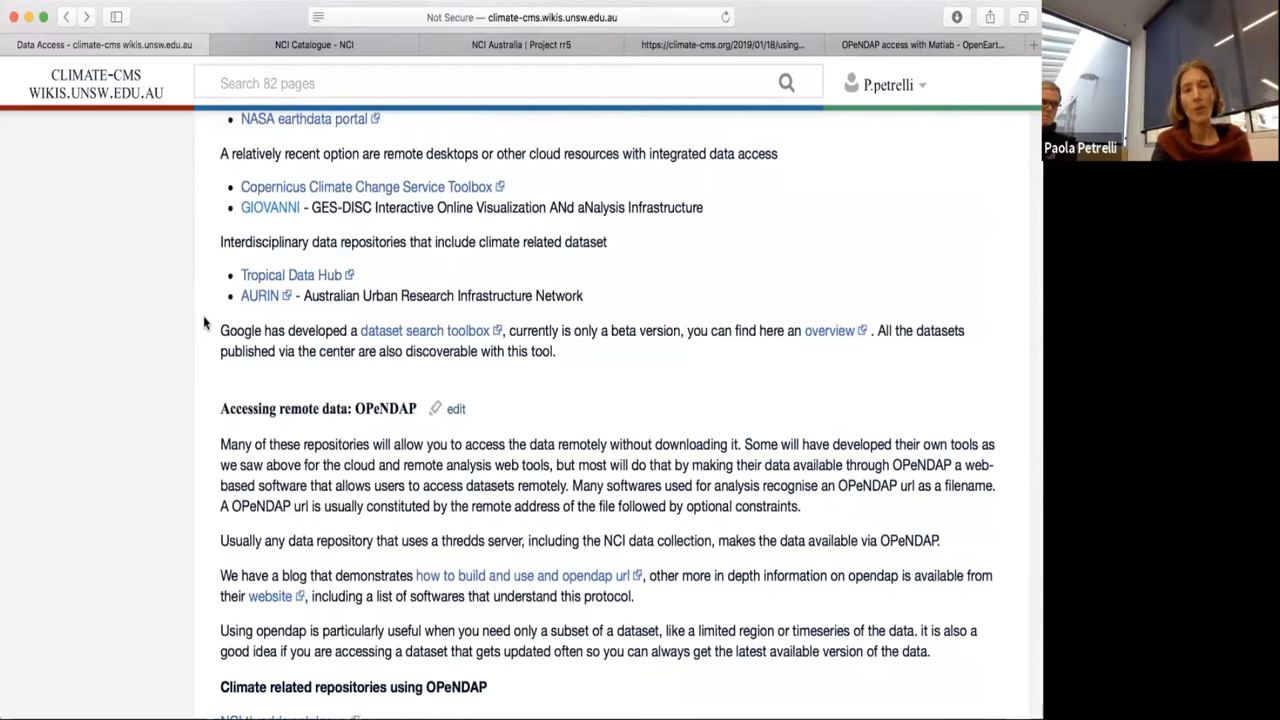 Not Secure — climate-cms.wikis.unsw.edu.au
Data Access - climate-cms wikis.unsw.edu.au
NCI Catalogue - NCI
NCI Australia | Project rr5
https://climate-cms.org/2019/01/18/using...
OPeNDAP access with Matlab - OpenEart...
CLIMATE-CMS
WIKIS.UNSW.EDU.AU
Search 82 pages
P.petrelli
Paola Petrelli
• NASA earthdata portal
A relatively recent option are remote desktops or other cloud resources with integrated data access
• Copernicus Climate Change Service Toolbox
• GIOVANNI - GES-DISC Interactive Online Visualization ANd aNalysis Infrastructure
Interdisciplinary data repositories that include climate related dataset
• Tropical Data Hub
• AURIN - Australian Urban Research Infrastructure Network
Google has developed a dataset search toolbox, currently is only a beta version, you can find here an overview . All the datasets
published via the center are also discoverable with this tool.
Accessing remote data: OPeNDAP edit
Many of these repositories will allow you to access the data remotely without downloading it. Some will have developed their own tools as
we saw above for the cloud and remote analysis web tools, but most will do that by making their data available through OPeNDAP a web-
based software that allows users to access datasets remotely. Many softwares used for analysis recognise an OPeNDAP url as a filename.
A OPeNDAP url is usually constituted by the remote address of the file followed by optional constraints.
Usually any data repository that uses a thredds server, including the NCI data collection, makes the data available via OPeNDAP.
We have a blog that demonstrates how to build and use and opendap url, other more in depth information on opendap is available from
their website, including a list of softwares that understand this protocol.
Using opendap is particularly useful when you need only a subset of a dataset, like a limited region or timeseries of the data. it is also a
good idea if you are accessing a dataset that gets updated often so you can always get the latest available version of the data.
Climate related repositories using OPeNDAP